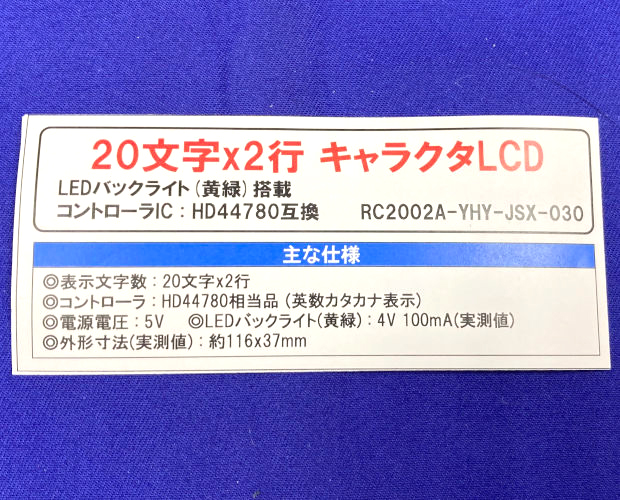 20文字x2行 キャラクタLCD
LEDバックライト(黄緑)搭載
コントローラIC：HD44780互換 RC2002A-YHY-JSX-030
主な仕様
◎表示文字数：20文字x2行
◎コントローラ：HD44780相当品 (英数カタカナ表示)
◎電源電圧：5V ◎LEDバックライト(黄緑)：4V 100mA(実測値)
◎外形寸法(実測値)：約116x37mm